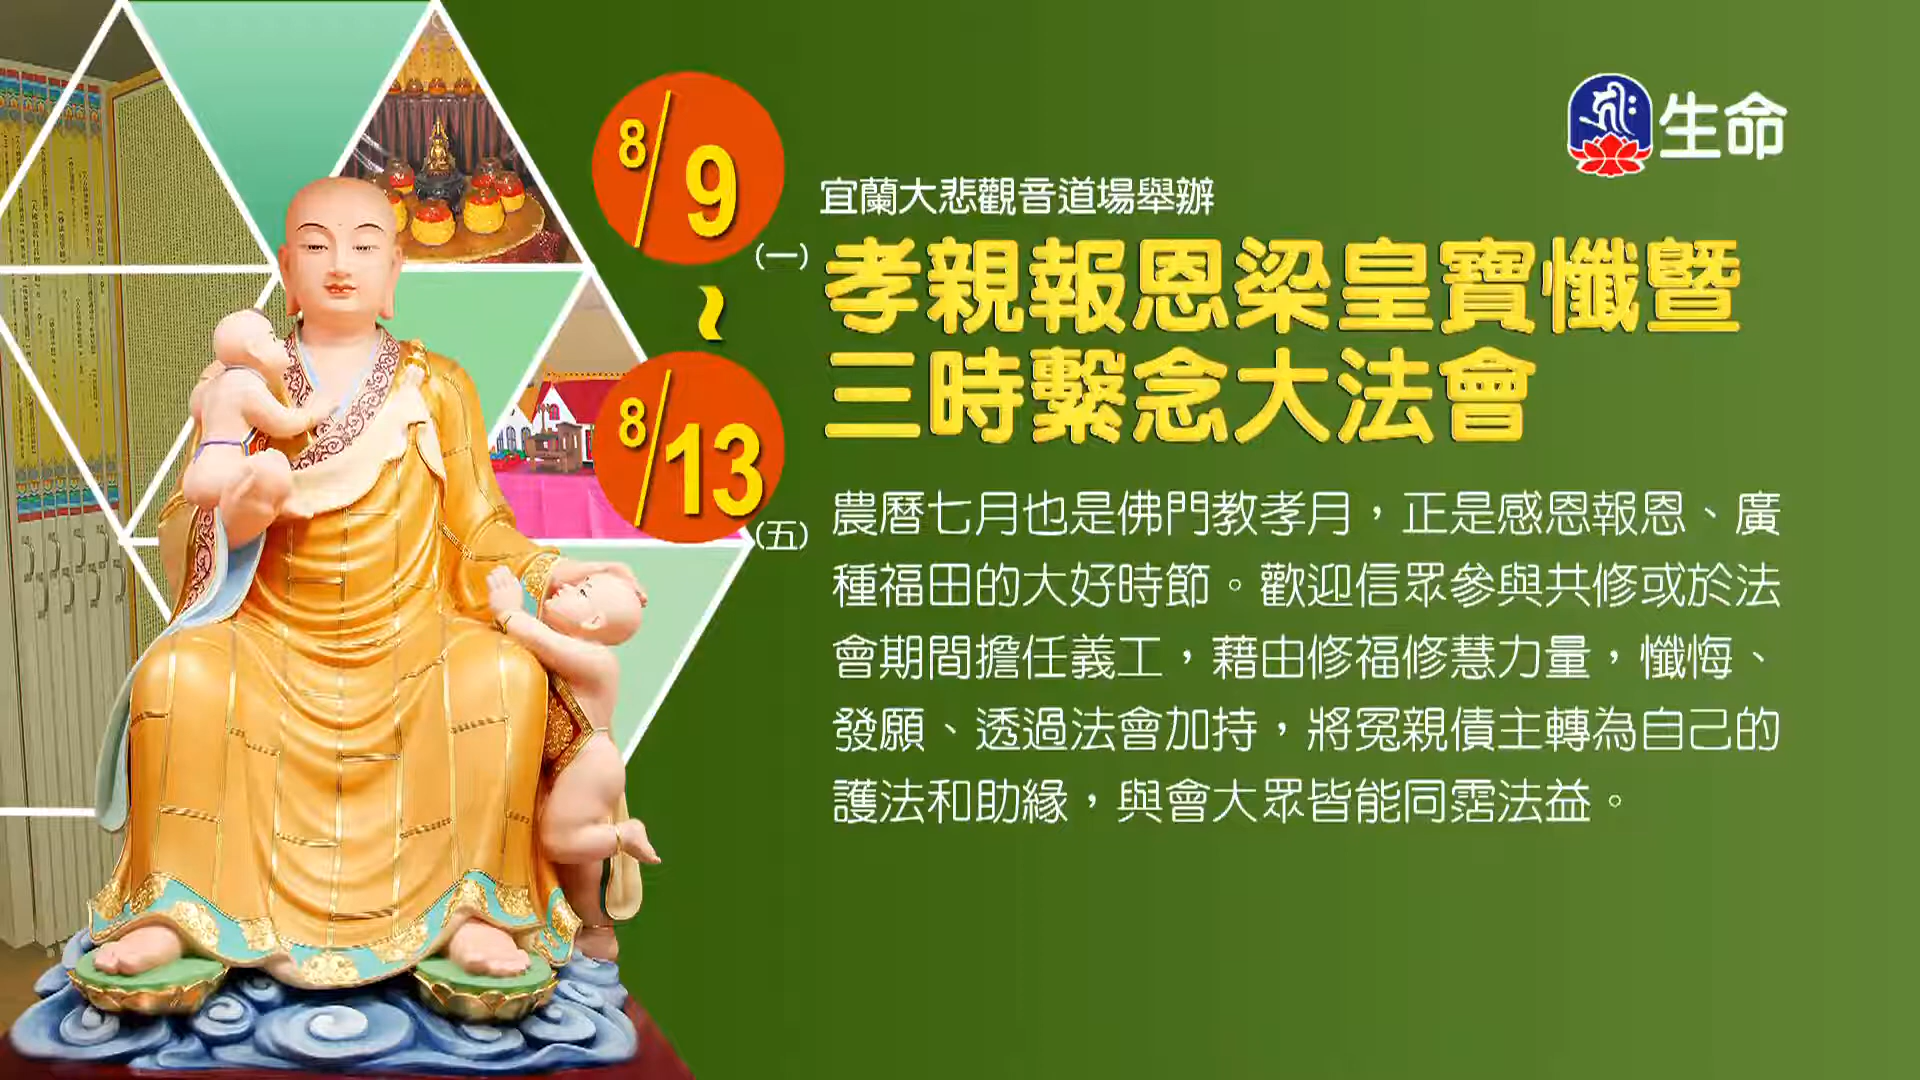 生命
8/9
(一)
~
8/13
(五)
宜蘭大悲觀音道場舉辦
孝親報恩梁皇寶懺暨
三時繫念大法會
農曆七月也是佛門教孝月，正是感恩報恩、廣
種福田的大好時節。歡迎信眾參與共修或於法
會期間擔任義工，藉由修福修慧力量，懺悔、
發願、透過法會加持，將冤親債主轉為自己的
護法和助緣，與會大眾皆能同霑法益。